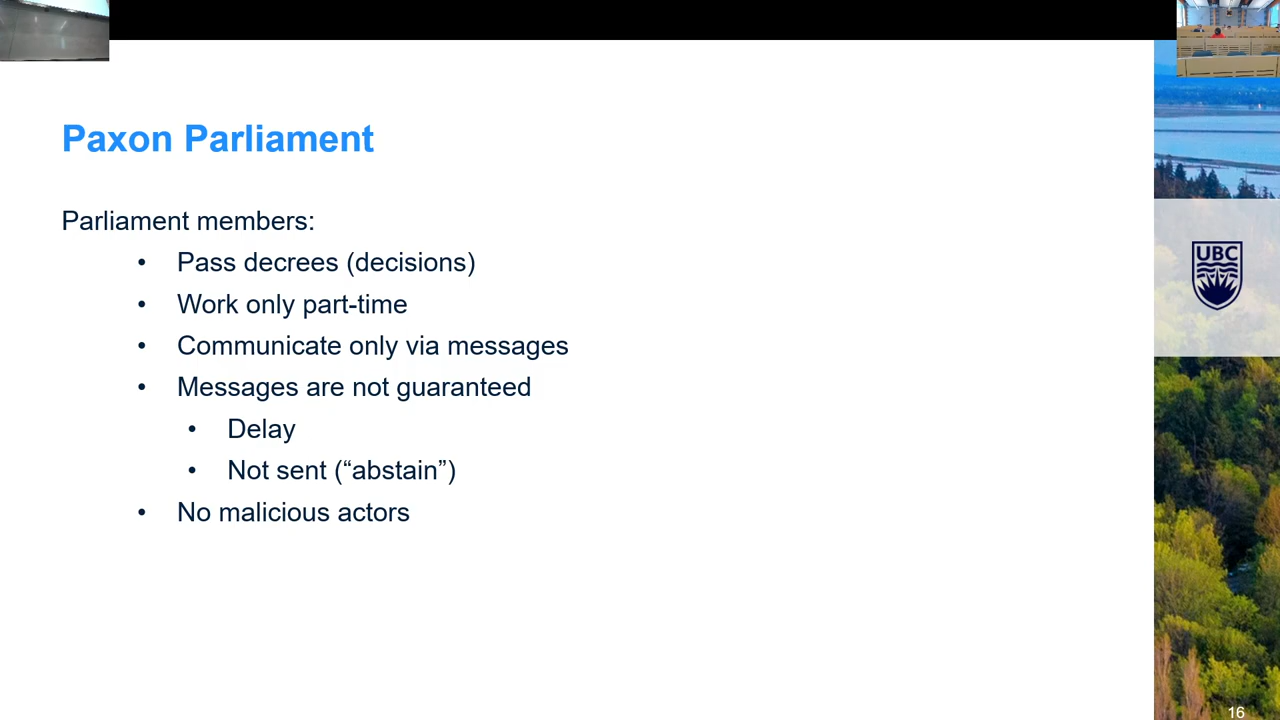 Paxon Parliament
Parliament members:
• Pass decrees (decisions)
• Work only part-time
• Communicate only via messages
• Messages are not guaranteed
• Delay
• Not sent (“abstain”)
• No malicious actors
UBC
16